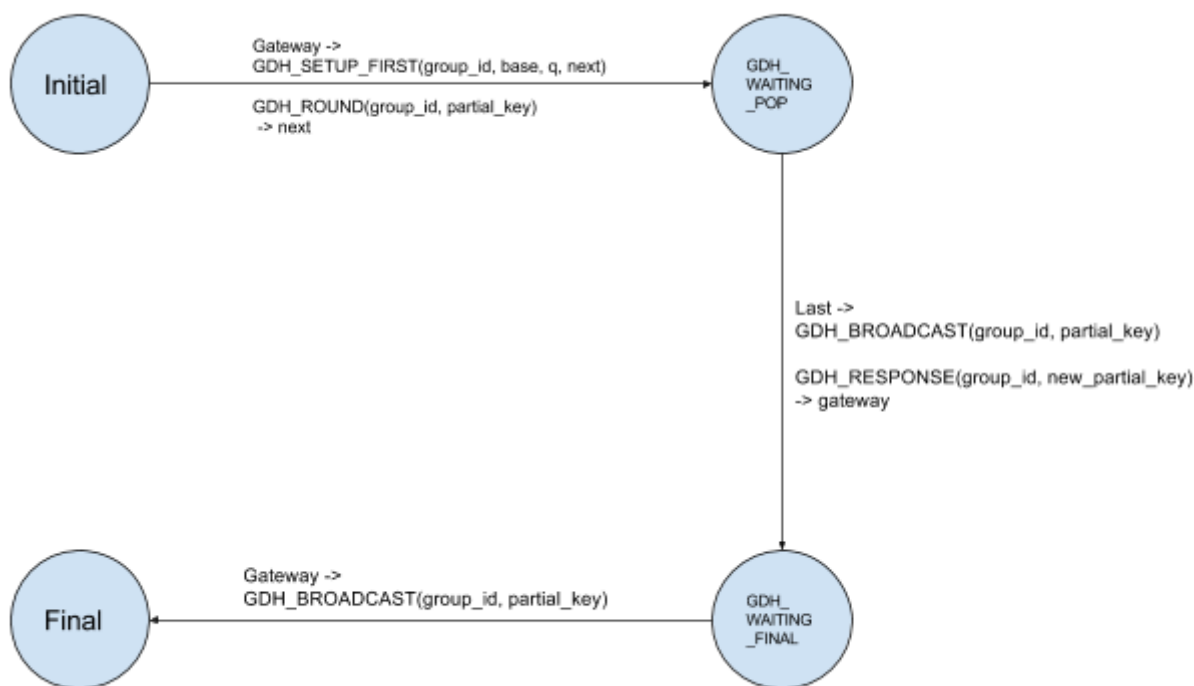 Initial
Gateway ->
GDH_SETUP_FIRST(group_id, base, q, next)
GDH_ROUND(group_id, partial_key)
-> next
GDH_
WAITING
_POP
Last ->
GDH_BROADCAST(group_id, partial_key)
GDH_RESPONSE(group_id, new_partial_key)
-> gateway
Final
Gateway ->
GDH_BROADCAST(group_id, partial_key)
GDH_
WAITING
_FINAL